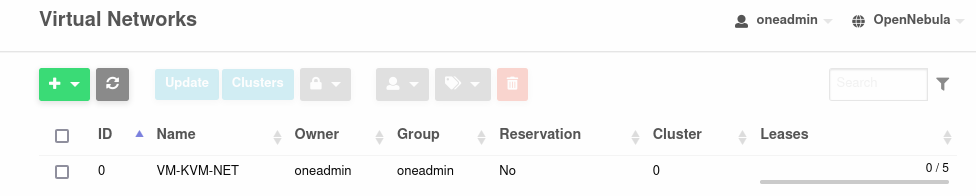 Virtual Networks
oneadmin
OpenNebula
Update
Clusters
Search
ID Name Owner Group Reservation Cluster Leases
0 VM-KVM-NET oneadmin oneadmin No 0 0 / 5